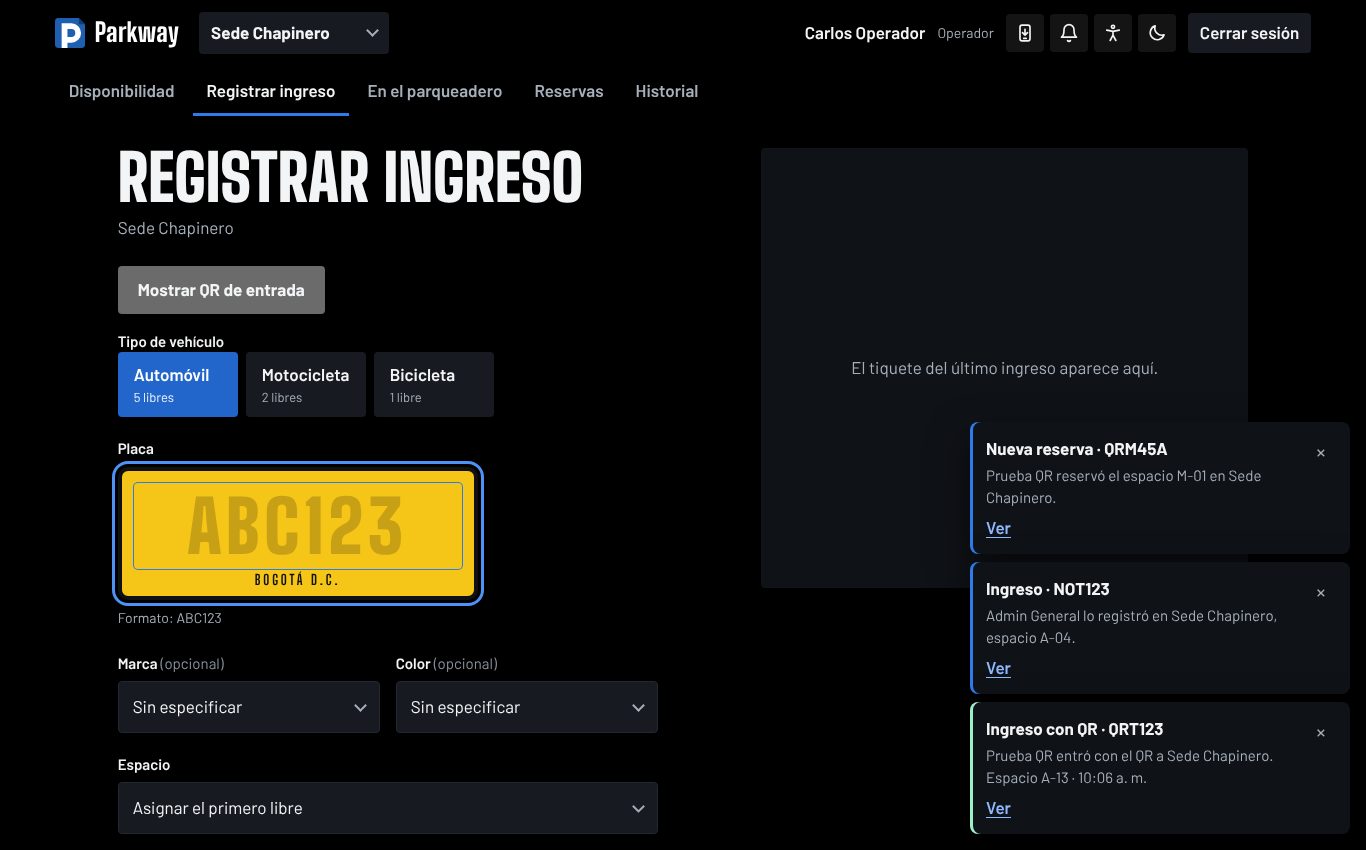 Parkway
Sede Chapinero
Carlos Operador Operador
Cerrar sesión
Disponibilidad Registrar ingreso En el parqueadero Reservas Historial
REGISTRAR INGRESO
Sede Chapinero
Mostrar QR de entrada
Tipo de vehículo
Automóvil
5 libres
Motocicleta
2 libres
Bicicleta
1 libre
Placa
ABC123
BOGOTÁ D.C.
Formato: ABC123
Marca (opcional)
Sin especificar
Color (opcional)
Sin especificar
Espacio
Asignar el primero libre
El tiquete del último ingreso aparece aquí.
Nueva reserva · QRM45A
×
Prueba QR reservó el espacio M-01 en Sede
Chapinero.
Ver
Ingreso · NOT123
×
Admin General lo registró en Sede Chapinero,
espacio A-04.
Ver
Ingreso con QR · QRT123
×
Prueba QR entró con el QR a Sede Chapinero.
Espacio A-13 · 10:06 a. m.
Ver